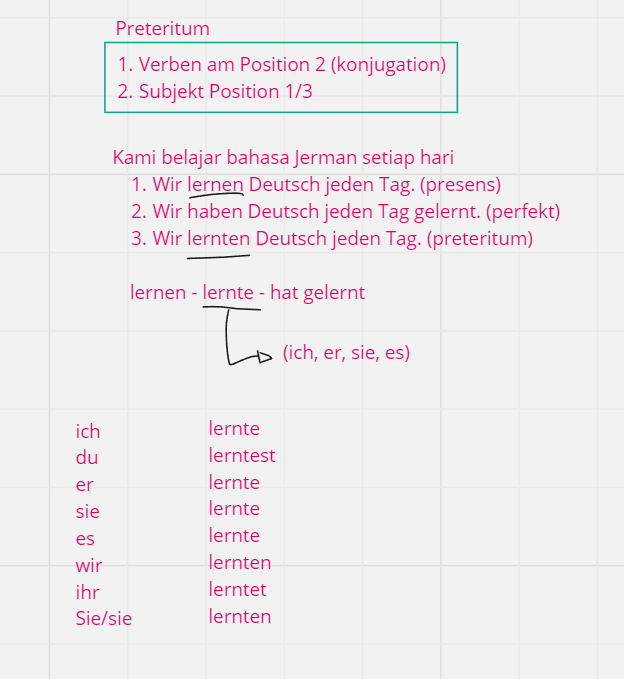 Preteritum
1. Verben am Position 2 (konjugation)
2. Subjekt Position 1/3
Kami belajar bahasa Jerman setiap hari
1. Wir lernen Deutsch jeden Tag. (presens)
2. Wir haben Deutsch jeden Tag gelernt. (perfekt)
3. Wir lernten Deutsch jeden Tag. (preteritum)
lernen - lernte - hat gelernt
(ich, er, sie, es)
ich lernte
du lerntest
er lernte
sie lernte
es lernte
wir lernten
ihr lerntet
Sie/sie lernten